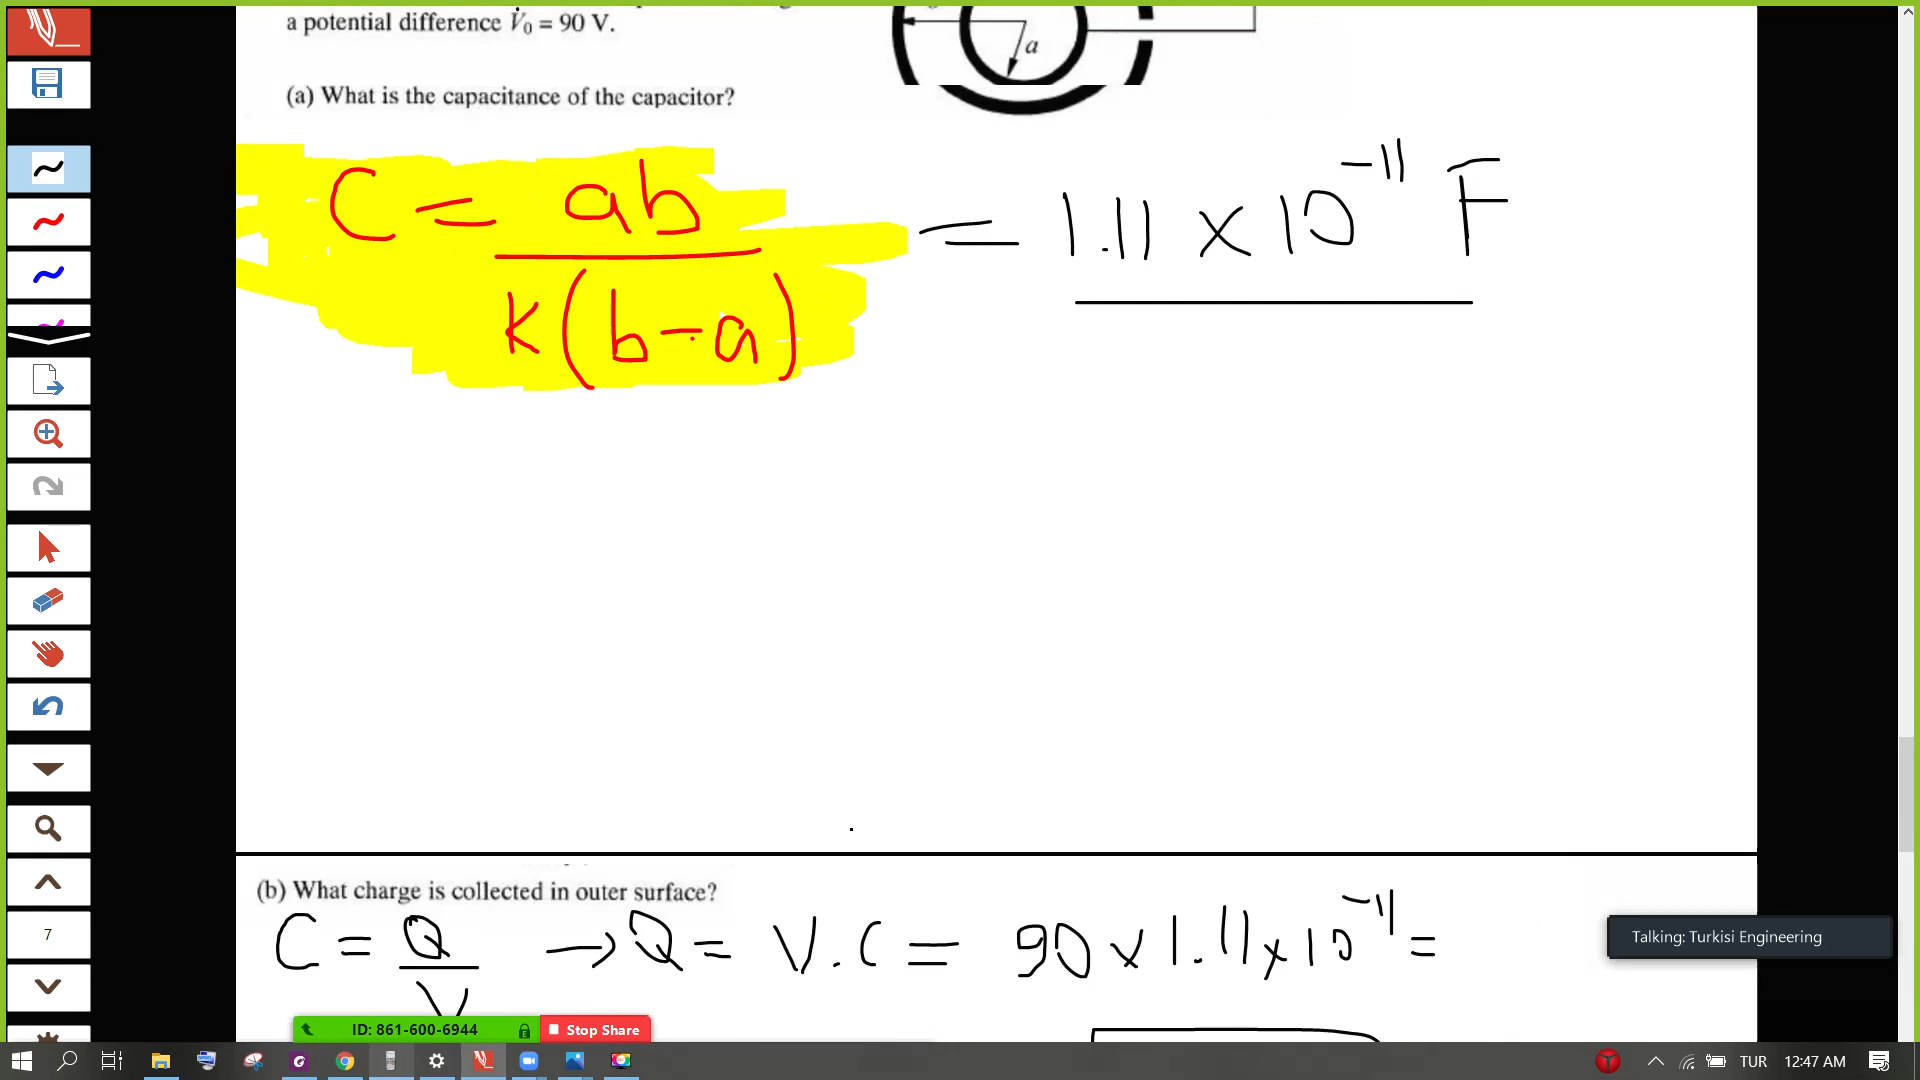 a potential difference V₀ = 90 V.
a
(a) What is the capacitance of the capacitor?
C = ab / k(b-a) = 1.11 x 10⁻¹¹ F
(b) What charge is collected in outer surface?
C = Q / V → Q = V.C = 90 x 1.11 x 10⁻¹¹ =
7
Talking: Turkisi Engineering
ID: 861-600-6944
Stop Share
TUR
12:47 AM